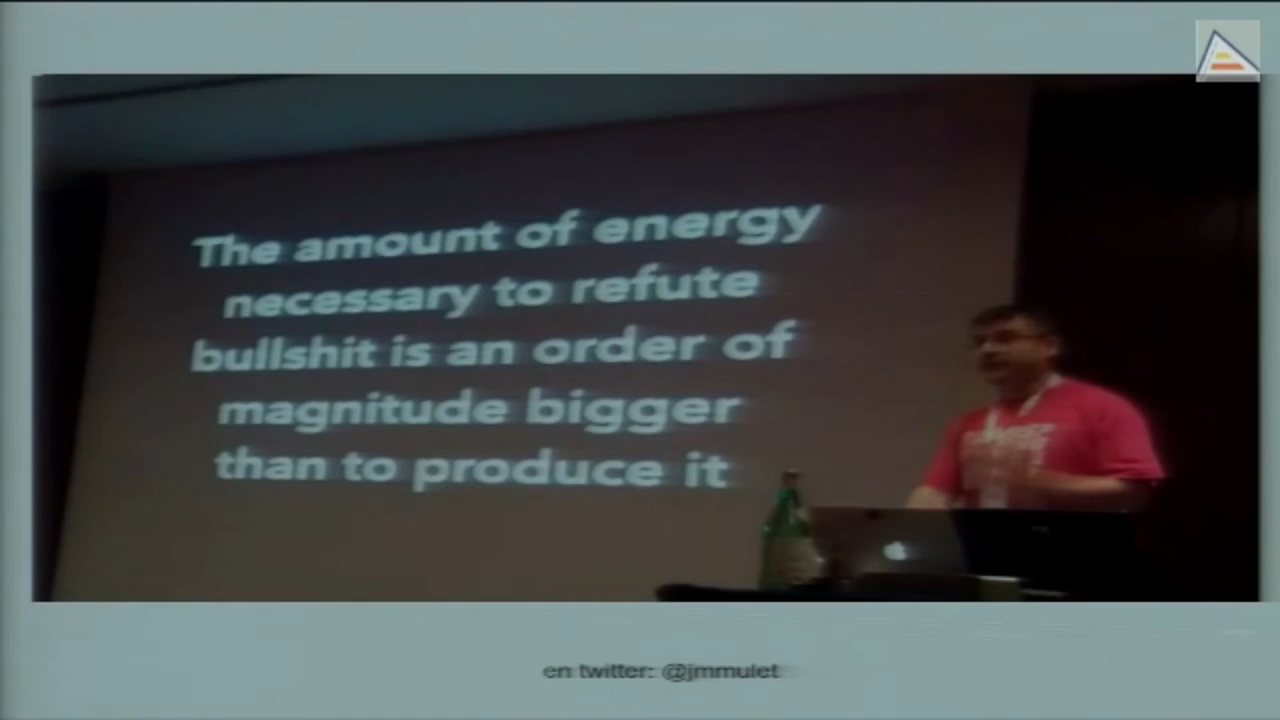 The amount of energy
necessary to refute
bullshit is an order of
magnitude bigger
than to produce it
en twitter: @jmmulet